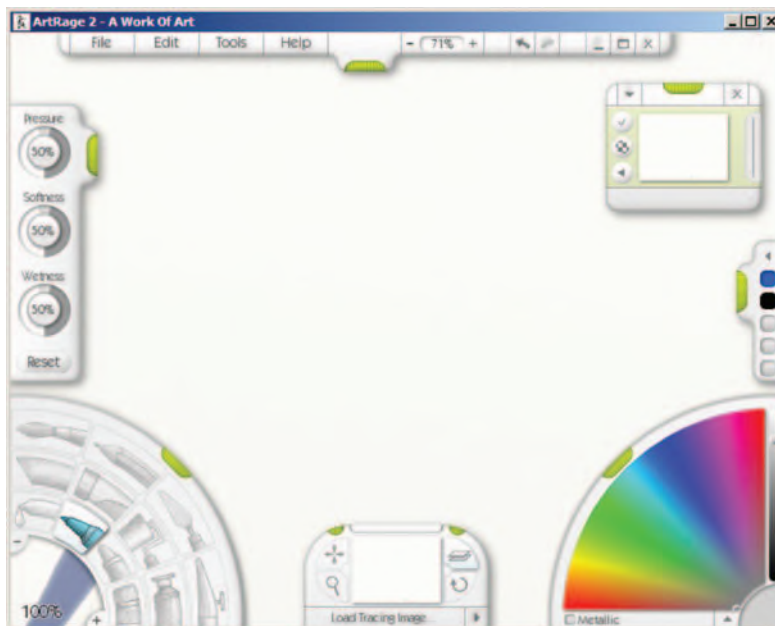 ArtRage 2 - A Work Of Art
File Edit Tools Help - 71% +
Pressure
50%
Softness
50%
Wetness
50%
Reset
100%
Load Tracing Image...
Metallic